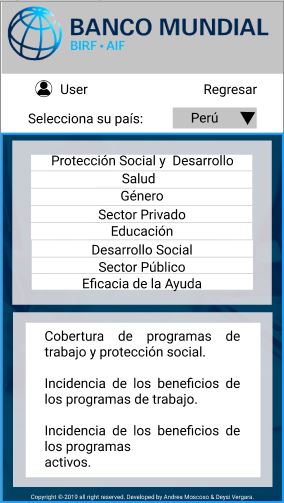 BANCO MUNDIAL
BIRF • AIF
User
Regresar
Selecciona su país:
Perú
Protección Social y Desarrollo
Salud
Género
Sector Privado
Educación
Desarrollo Social
Sector Público
Eficacia de la Ayuda
Cobertura de programas de
trabajo y protección social.
Incidencia de los beneficios de
los programas de trabajo.
Incidencia de los beneficios de
los programas
activos.
Copyright ©2019 all right reserved. Developed by Andrea Moscoso & Deysi Vergara.